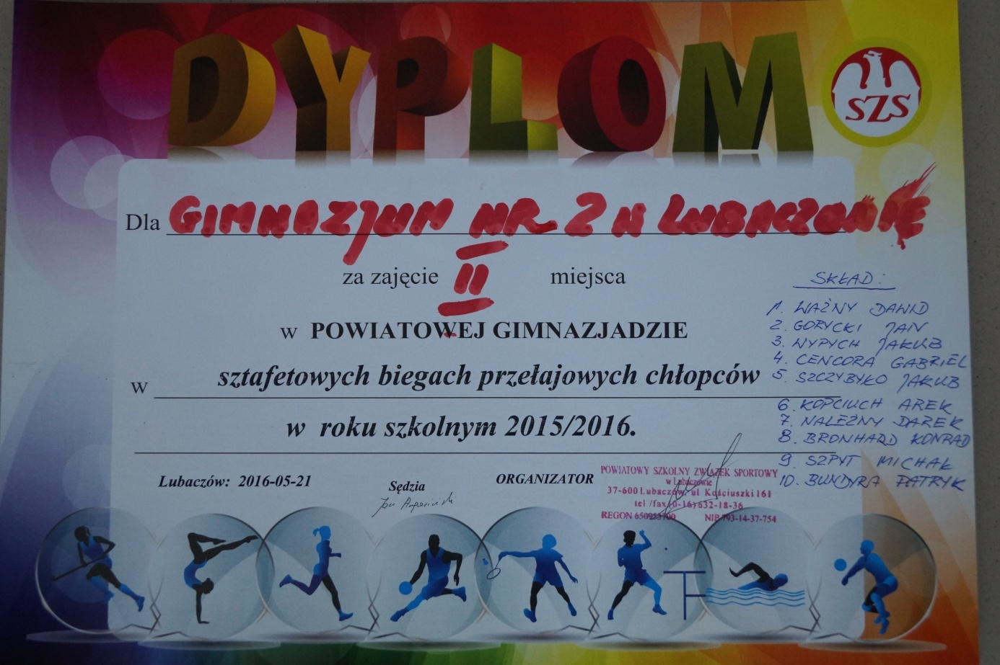 DYPLOM
SZS
Dla GIMNAZJUM NR 2 W LUBACZOWIE
za zajęcie II miejsca
w POWIATOWEJ GIMNAZJADZIE
w sztafetowych biegach przełajowych chłopców
w roku szkolnym 2015/2016.
SKŁAD:
1. WAŻNY DAWID
2. GORYCKI JAN
3. WYPYCH JAKUB
4. CENCORA GABRIEL
5. SZCZYBYŁO JAKUB
6. KOPCIUCH AREK
7. NALEŻNY DAREK
8. BRONHARD KONRAD
9. SZPYT MICHAŁ
10. BUNDYRA PATRYK
Lubaczów: 2016-05-21
Sędzia
Jan
ORGANIZATOR
POWIATOWY SZKOLNY ZWIĄZEK SPORTOWY
w Lubaczowie
37-600 Lubaczów, ul Kościuszki 161
tel/fax (0-16) 632-18-36
REGON NIP 793-14-37-754